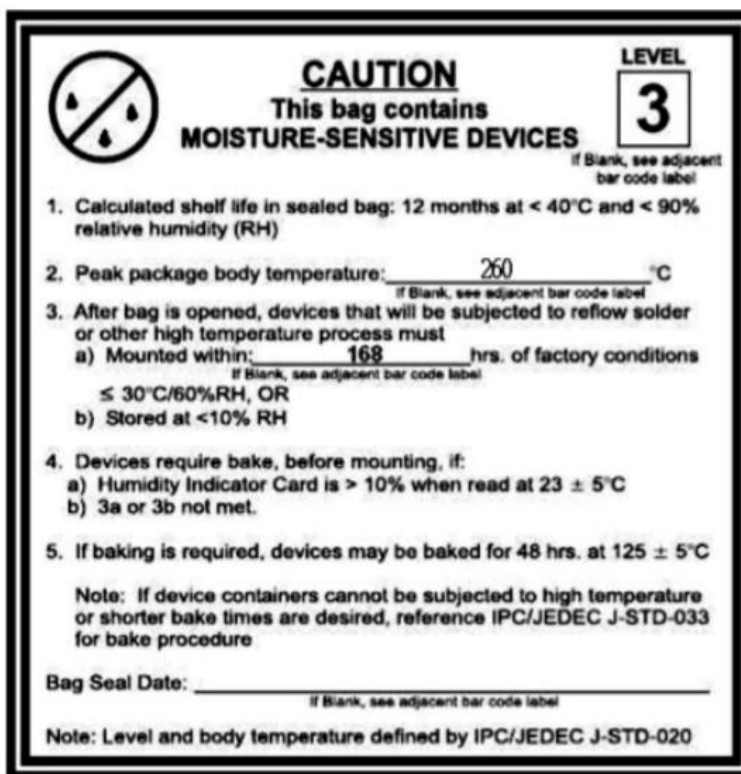 LEVEL
3
If Blank, see adjacent
bar code label
CAUTION
This bag contains
MOISTURE-SENSITIVE DEVICES
1. Calculated shelf life in sealed bag: 12 months at < 40°C and < 90%
relative humidity (RH)
2. Peak package body temperature: 260 °C
If Blank, see adjacent bar code label
3. After bag is opened, devices that will be subjected to reflow solder
or other high temperature process must
a) Mounted within: 168 hrs. of factory conditions
If Blank, see adjacent bar code label
≤ 30°C/60%RH, OR
b) Stored at <10% RH
4. Devices require bake, before mounting, if:
a) Humidity Indicator Card is > 10% when read at 23 ± 5°C
b) 3a or 3b not met.
5. If baking is required, devices may be baked for 48 hrs. at 125 ± 5°C
Note: If device containers cannot be subjected to high temperature
or shorter bake times are desired, reference IPC/JEDEC J-STD-033
for bake procedure
Bag Seal Date:
If Blank, see adjacent bar code label
Note: Level and body temperature defined by IPC/JEDEC J-STD-020